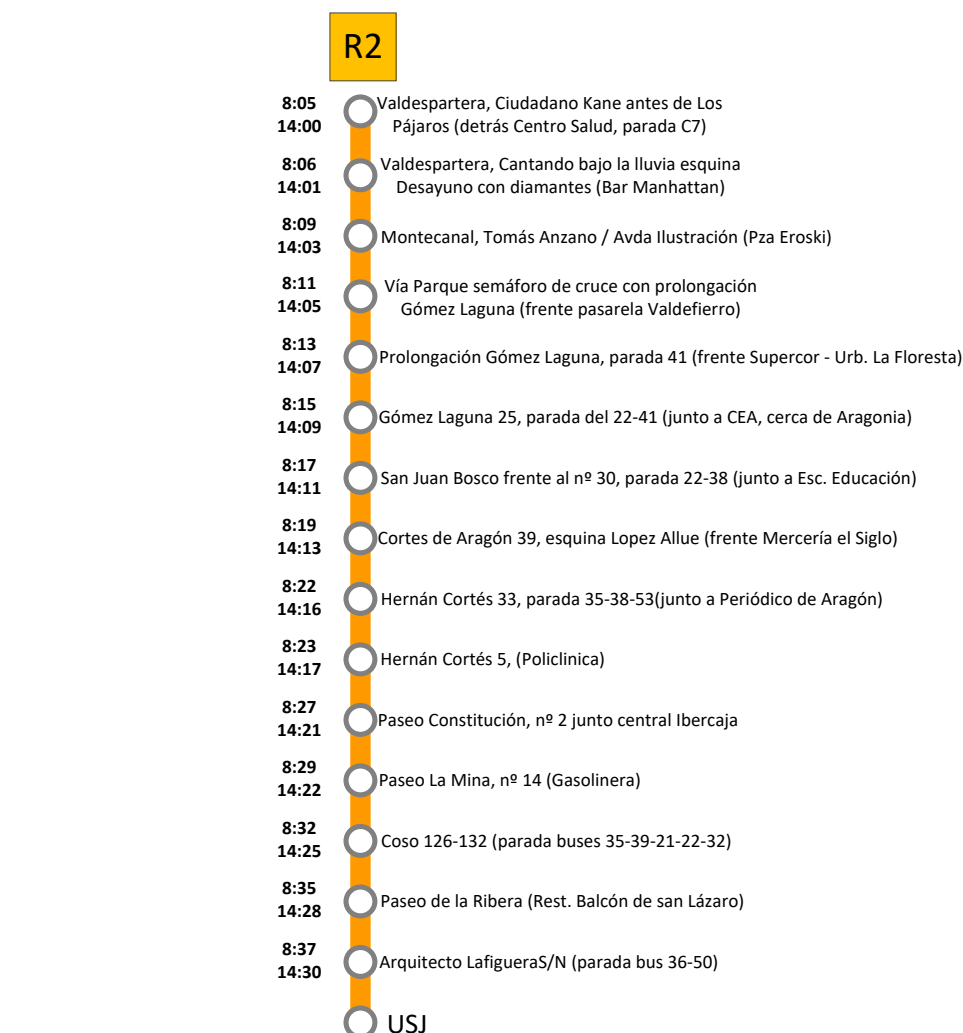 R2
8:05
14:00
Valdespartera, Ciudadano Kane antes de Los
Pájaros (detrás Centro Salud, parada C7)
8:06
14:01
Valdespartera, Cantando bajo la lluvia esquina
Desayuno con diamantes (Bar Manhattan)
8:09
14:03
Montecanal, Tomás Anzano / Avda Ilustración (Pza Eroski)
8:11
14:05
Vía Parque semáforo de cruce con prolongación
Gómez Laguna (frente pasarela Valdefierro)
8:13
14:07
Prolongación Gómez Laguna, parada 41 (frente Supercor - Urb. La Floresta)
8:15
14:09
Gómez Laguna 25, parada del 22-41 (junto a CEA, cerca de Aragonia)
8:17
14:11
San Juan Bosco frente al nº 30, parada 22-38 (junto a Esc. Educación)
8:19
14:13
Cortes de Aragón 39, esquina Lopez Allue (frente Mercería el Siglo)
8:22
14:16
Hernán Cortés 33, parada 35-38-53(junto a Periódico de Aragón)
8:23
14:17
Hernán Cortés 5, (Policlinica)
8:27
14:21
Paseo Constitución, nº 2 junto central Ibercaja
8:29
14:22
Paseo La Mina, nº 14 (Gasolinera)
8:32
14:25
Coso 126-132 (parada buses 35-39-21-22-32)
8:35
14:28
Paseo de la Ribera (Rest. Balcón de san Lázaro)
8:37
14:30
Arquitecto LafigueraS/N (parada bus 36-50)
USJ